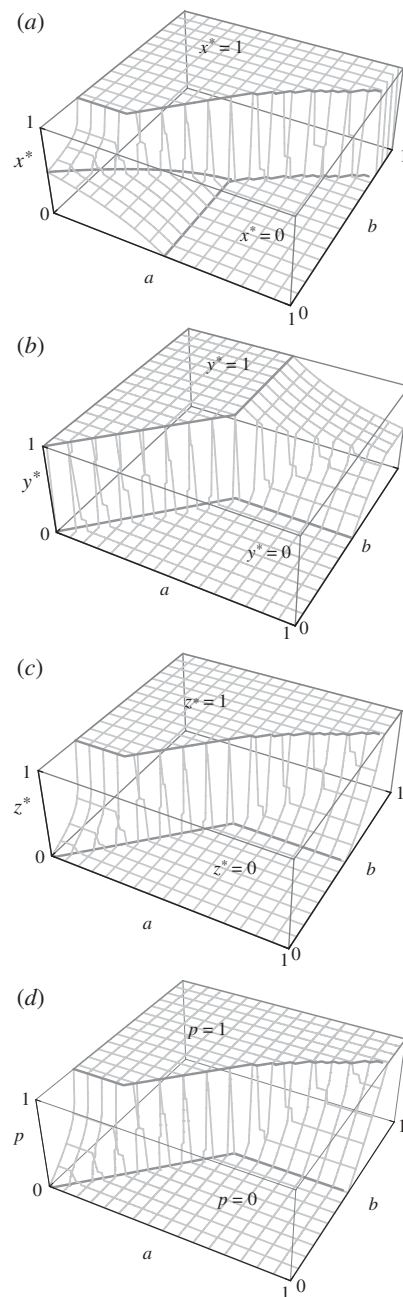 (a)
x* = 1
1
x*
0
x* = 0
1
b
a
1 0
(b)
y* = 1
1
y*
0
y* = 0
b
a
1 0
(c)
z* = 1
1
z*
0
z* = 0
1
b
a
1 0
(d)
p = 1
1
p
0
p = 0
1
b
a
1 0